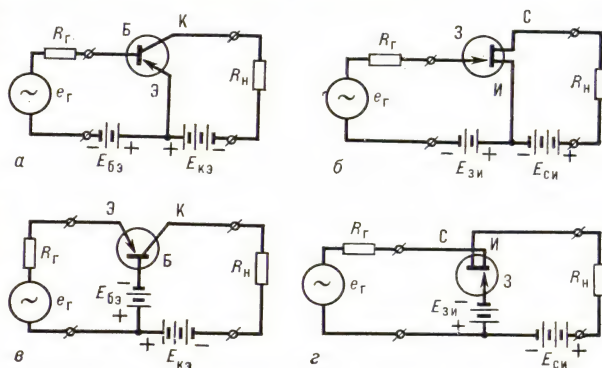 К
Б
Rг
Э
Rн
eг
− +
+ −
Eбэ
Eкэ
а
С
З
Rг
И
Rн
eг
− +
− +
Eзи
Eси
б
Э
К
Rг
Б
Rн
Eбэ −
+
eг
+ −
Eкэ
в
С
И
Rг
З
Rн
Eзи −
+
eг
− +
Eси
г